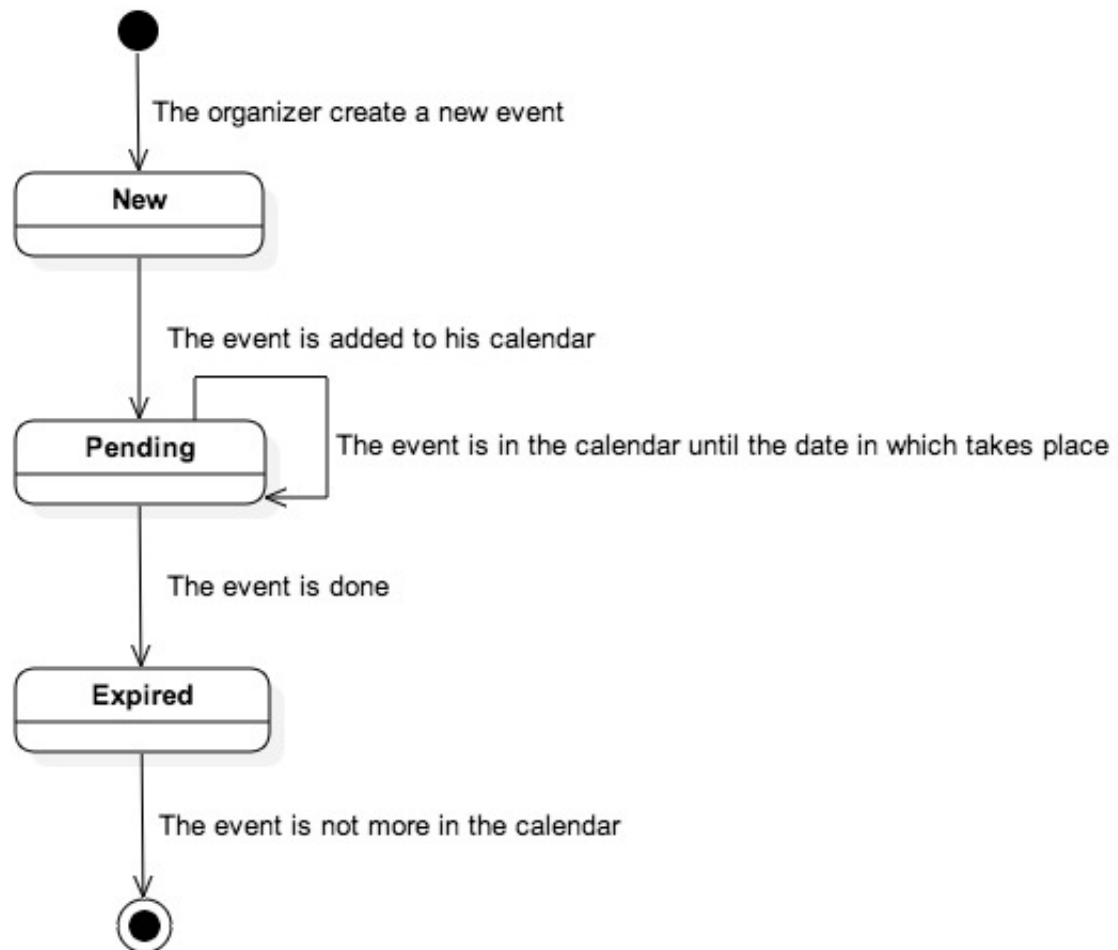 The organizer create a new event
New
The event is added to his calendar
Pending
The event is in the calendar until the date in which takes place
The event is done
Expired
The event is not more in the calendar